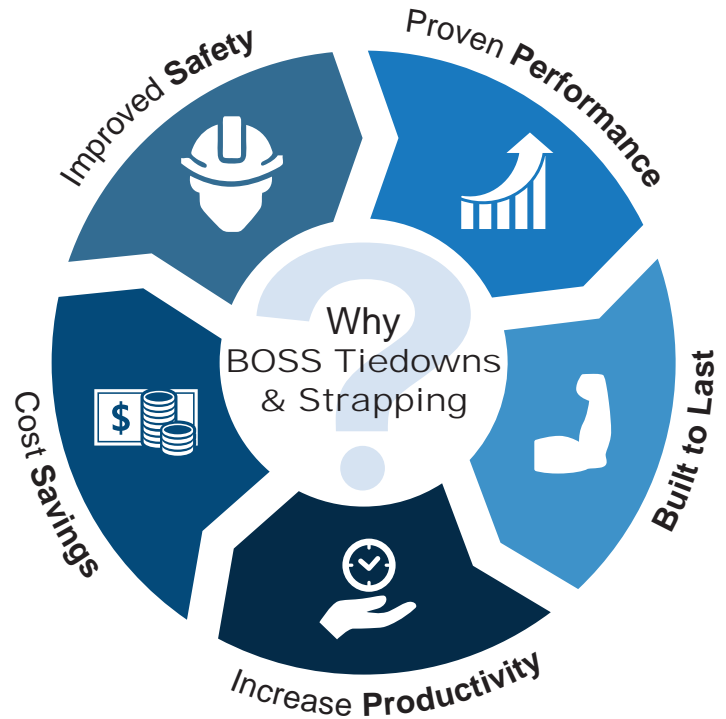 Improved Safety
Proven Performance
Why
BOSS Tiedowns
& Strapping
$
Cost Savings
Built to Last
Increase Productivity